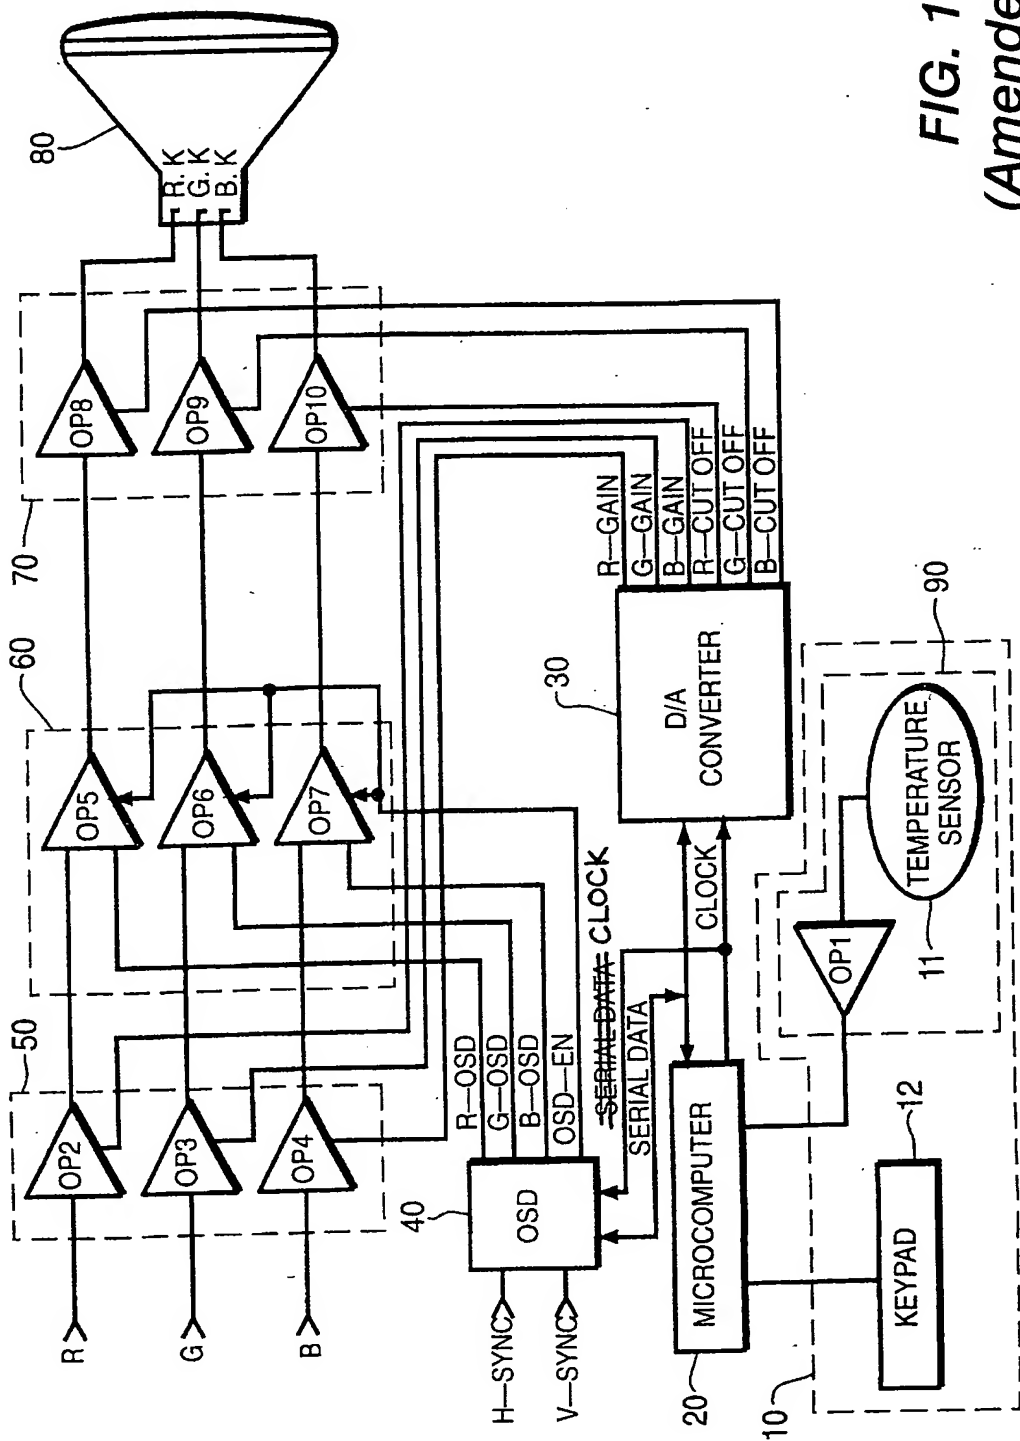 80
R. K
G. K
B. K
70
OP8
OP9
OP10
60
OP5
OP6
OP7
50
OP2
OP3
OP4
R
G
B
R—GAIN
G—GAIN
B—GAIN
R—CUT OFF
G—CUT OFF
B—CUT OFF
30
D/A
CONVERTER
R—OSD
G—OSD
B—OSD
OSD—EN
40
OSD
H—SYNC
V—SYNC
SERIAL DATA CLOCK
SERIAL DATA
CLOCK
20
MICROCOMPUTER
10
KEYPAD
12
OP1
11
TEMPERATURE
SENSOR
90
FIG. 1
(Amende